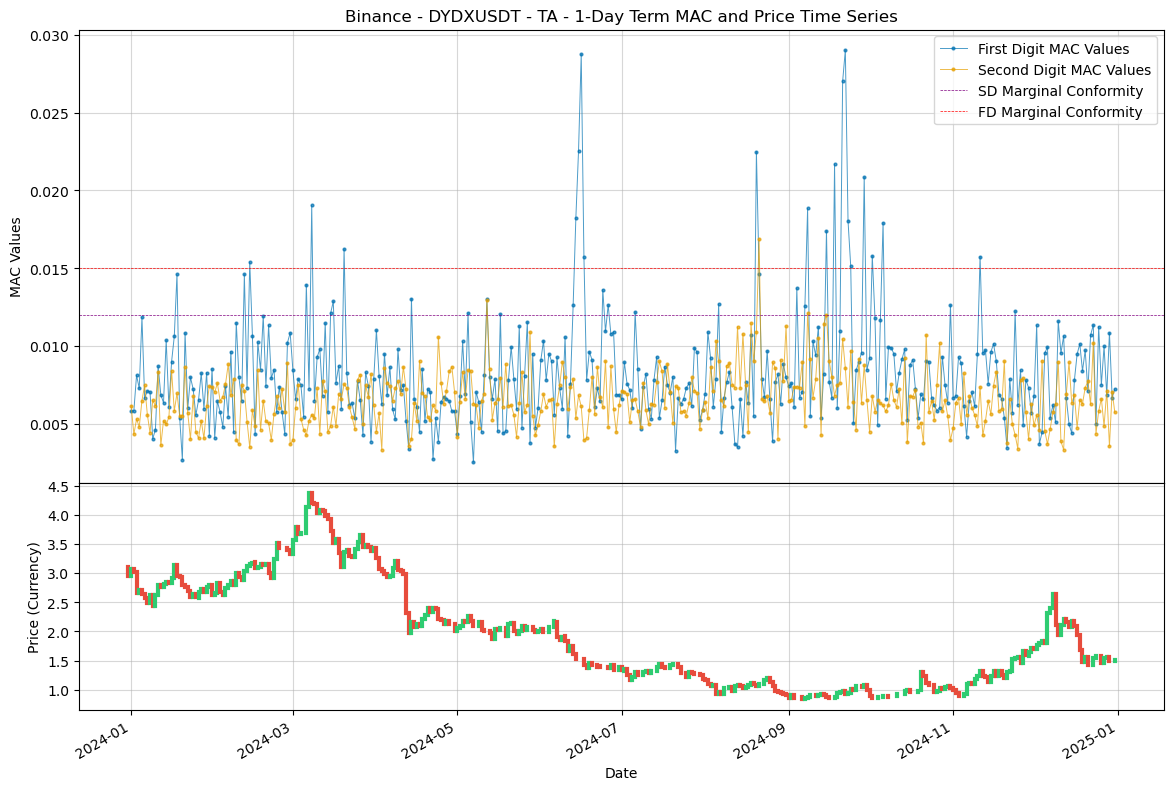 Binance - DYDXUSDT - TA - 1-Day Term MAC and Price Time Series
MAC Values
0.030
0.025
0.020
0.015
0.010
0.005
First Digit MAC Values
Second Digit MAC Values
SD Marginal Conformity
FD Marginal Conformity
Price (Currency)
4.5
4.0
3.5
3.0
2.5
2.0
1.5
1.0
2024-01
2024-03
2024-05
2024-07
2024-09
2024-11
2025-01
Date